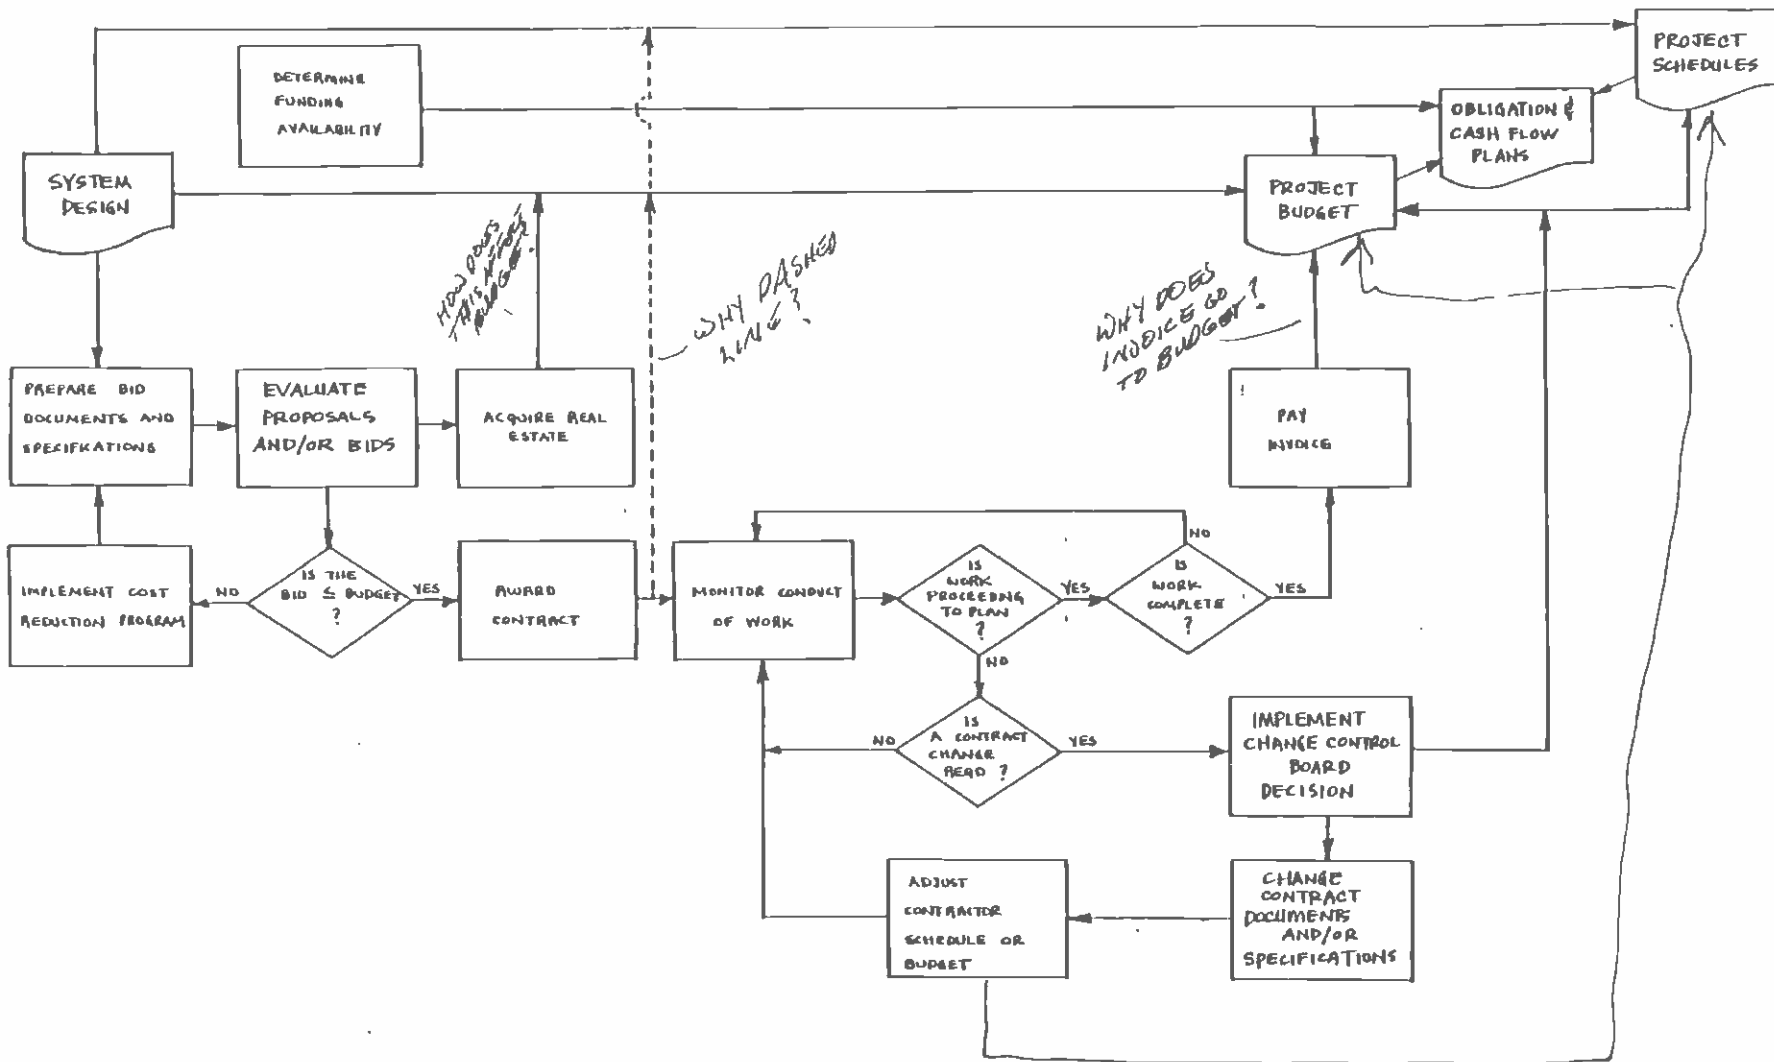 PROJECT
SCHEDULES
DETERMINE
FUNDING
AVAILABILITY
OBLIGATION &
CASH FLOW
PLANS
SYSTEM
DESIGN
PROJECT
BUDGET
HOW DOES
THIS AFFECT
BUDGET?
WHY DASHED
LINE?
WHY DOES
INVOICE GO
TO BUDGET?
PREPARE BID
DOCUMENTS AND
SPECIFICATIONS
EVALUATE
PROPOSALS
AND/OR BIDS
ACQUIRE REAL
ESTATE
PAY
INVOICE
IMPLEMENT COST
REDUCTION PROGRAM
NO
IS THE
BID ≤ BUDGET
?
YES
AWARD
CONTRACT
MONITOR CONDUCT
OF WORK
IS
WORK
PROCEEDING
TO PLAN
?
YES
NO
NO
IS
WORK
COMPLETE
?
YES
NO
IS
A CONTRACT
CHANGE
REQD ?
YES
IMPLEMENT
CHANGE CONTROL
BOARD
DECISION
ADJUST
CONTRACTOR
SCHEDULE OR
BUDGET
CHANGE
CONTRACT
DOCUMENTS
AND/OR
SPECIFICATIONS